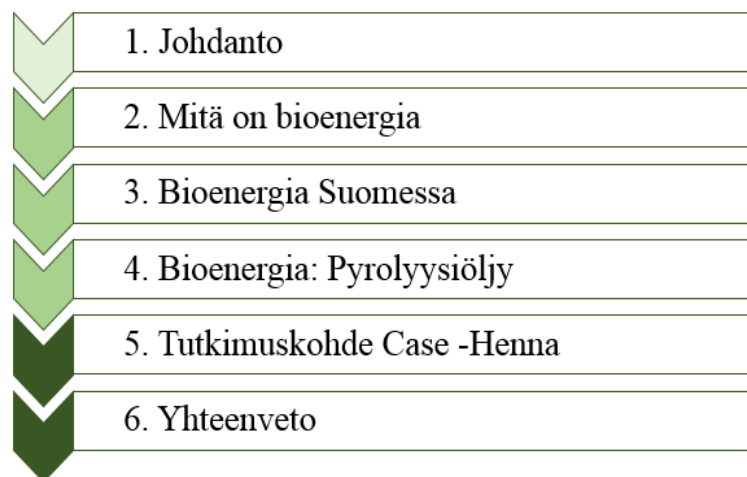 1. Johdanto
2. Mitä on bioenergia
3. Bioenergia Suomessa
4. Bioenergia: Pyrolyysiöljy
5. Tutkimuskohde Case -Henna
6. Yhteenveto